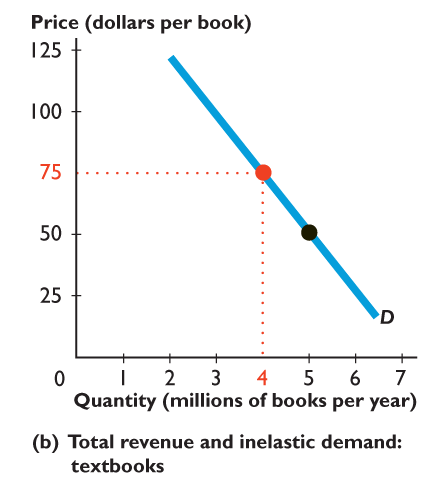 Price (dollars per book)
125
100
75
50
25
D
0 1 2 3 4 5 6 7
Quantity (millions of books per year)
(b) Total revenue and inelastic demand:
textbooks